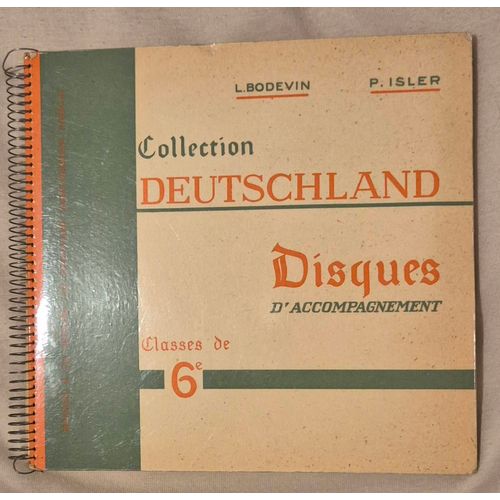 L. BODEVIN
P. ISLER
Collection
DEUTSCHLAND
Disques
D'ACCOMPAGNEMENT
Classes de
6e